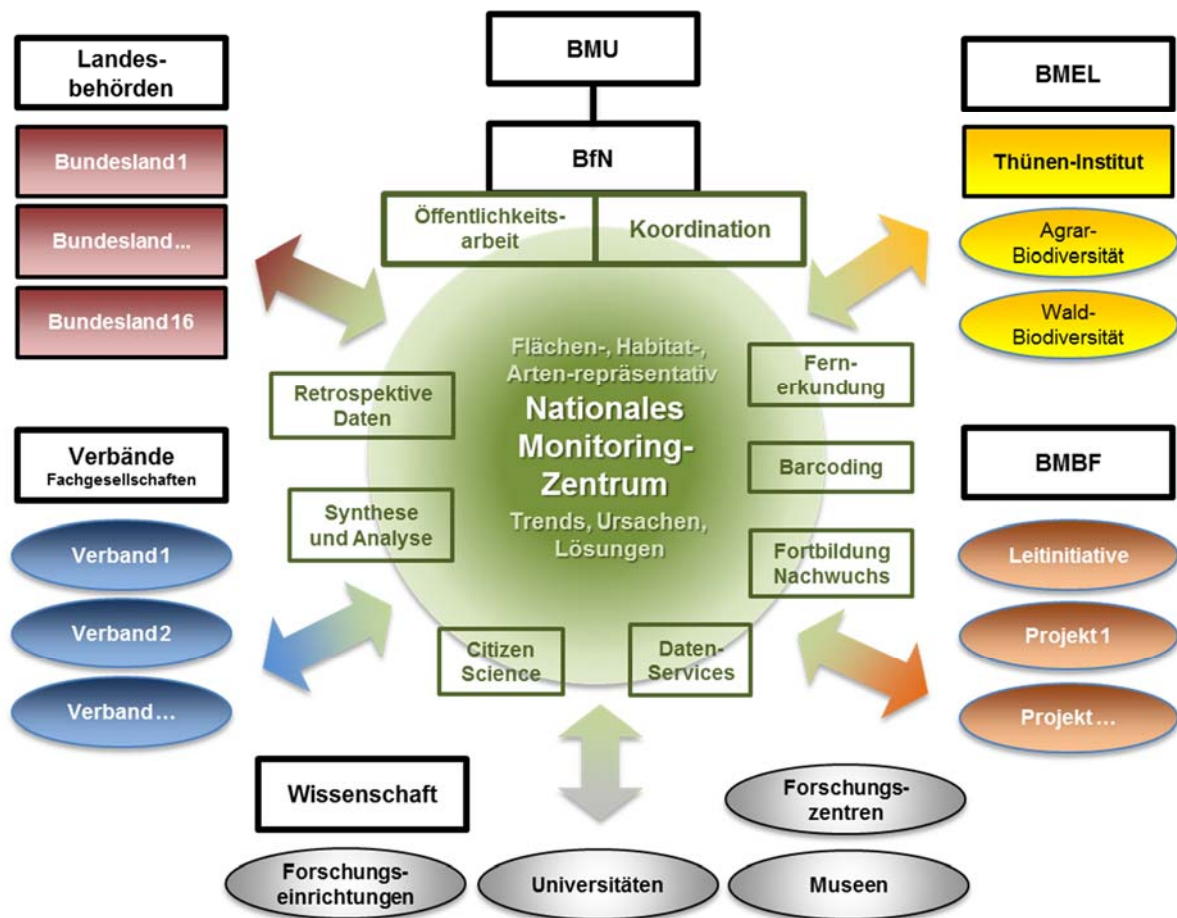 Landes-
behörden
Bundesland 1
Bundesland...
Bundesland 16
BMU
BfN
Öffentlichkeits-
arbeit
Koordination
BMEL
Thünen-Institut
Agrar-
Biodiversität
Wald-
Biodiversität
Flächen-, Habitat-,
Arten-repräsentativ
Nationales
Monitoring-
Zentrum
Trends, Ursachen,
Lösungen
Retrospektive
Daten
Synthese
und Analyse
Citizen
Science
Daten-
Services
Fern-
erkundung
Barcoding
Fortbildung
Nachwuchs
Verbände
Fachgesellschaften
Verband 1
Verband 2
Verband ...
BMBF
Leitinitiative
Projekt 1
Projekt ...
Wissenschaft
Forschungs-
einrichtungen
Universitäten
Forschungs-
zentren
Museen